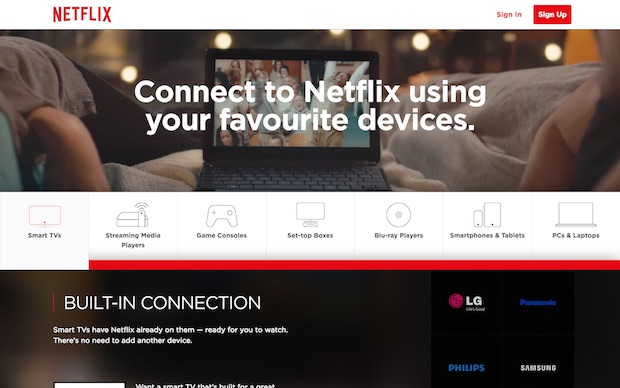 NETFLIX
Sign In
Sign Up
Connect to Netflix using
your favourite devices.
Smart TVs
Streaming Media
Players
Game Consoles
Set-top Boxes
Blu-ray Players
Smartphones & Tablets
PCs & Laptops
BUILT-IN CONNECTION
Smart TVs have Netflix already on them — ready for you to watch.
There's no need to add another device.
LG
Life's Good
Panasonic
PHILIPS
SAMSUNG
Want a smart TV that's built for a great